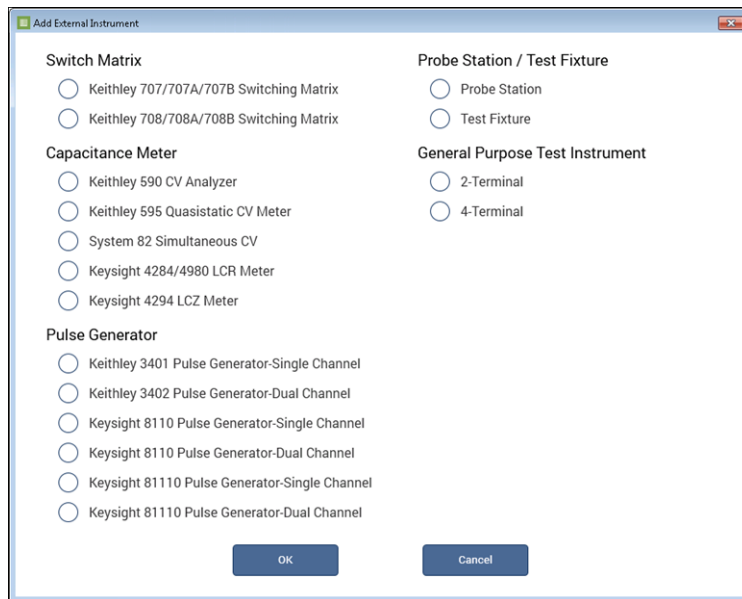 Add External Instrument
Switch Matrix
Keithley 707/707A/707B Switching Matrix
Keithley 708/708A/708B Switching Matrix
Capacitance Meter
Keithley 590 CV Analyzer
Keithley 595 Quasistatic CV Meter
System 82 Simultaneous CV
Keysight 4284/4980 LCR Meter
Keysight 4294 LCZ Meter
Pulse Generator
Keithley 3401 Pulse Generator-Single Channel
Keithley 3402 Pulse Generator-Dual Channel
Keysight 8110 Pulse Generator-Single Channel
Keysight 8110 Pulse Generator-Dual Channel
Keysight 81110 Pulse Generator-Single Channel
Keysight 81110 Pulse Generator-Dual Channel
Probe Station / Test Fixture
Probe Station
Test Fixture
General Purpose Test Instrument
2-Terminal
4-Terminal
OK
Cancel